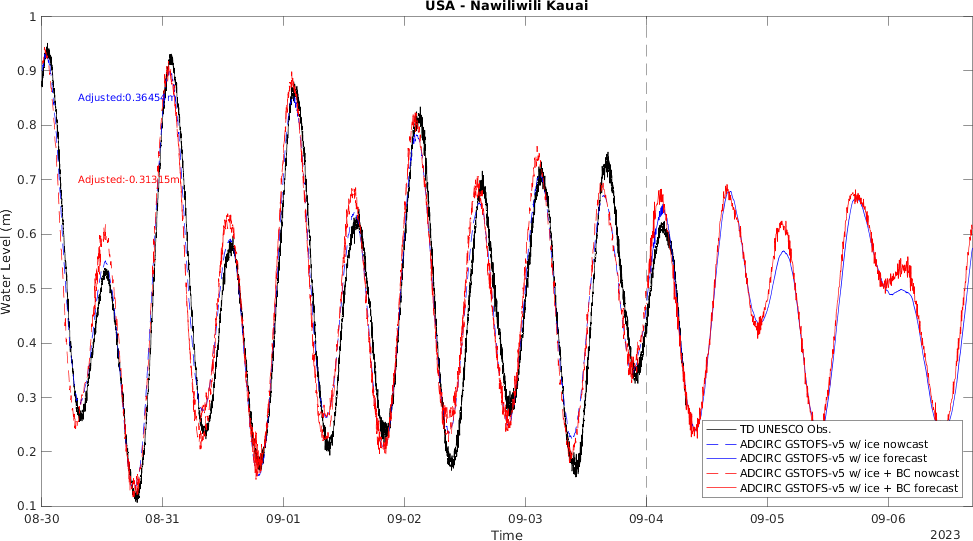 USA - Nawiliwili Kauai
1
0.9
0.8
0.7
0.6
0.5
0.4
0.3
0.2
0.1
Water Level (m)
Adjusted:0.36454m
Adjusted:-0.31315m
TD UNESCO Obs.
ADCIRC GSTOFS-v5 w/ ice nowcast
ADCIRC GSTOFS-v5 w/ ice forecast
ADCIRC GSTOFS-v5 w/ ice + BC nowcast
ADCIRC GSTOFS-v5 w/ ice + BC forecast
08-30 08-31 09-01 09-02 09-03 09-04 09-05 09-06
Time
2023